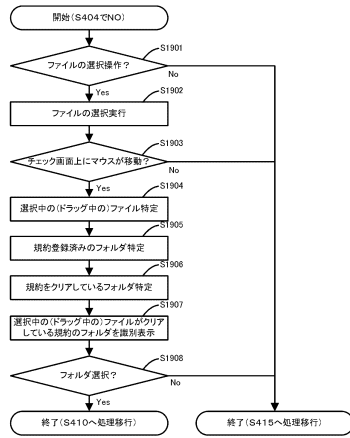 開始(S404でNO)
S1901
ファイルの選択操作?
No
Yes
S1902
ファイルの選択実行
S1903
チェック画面上にマウスが移動?
No
Yes
S1904
選択中の(ドラッグ中の)ファイル特定
S1905
規約登録済みのフォルダ特定
S1906
規約をクリアしているフォルダ特定
S1907
選択中の(ドラッグ中の)ファイルがクリア
している規約のフォルダを識別表示
S1908
フォルダ選択?
No
Yes
終了(S410へ処理移行)
終了(S415へ処理移行)